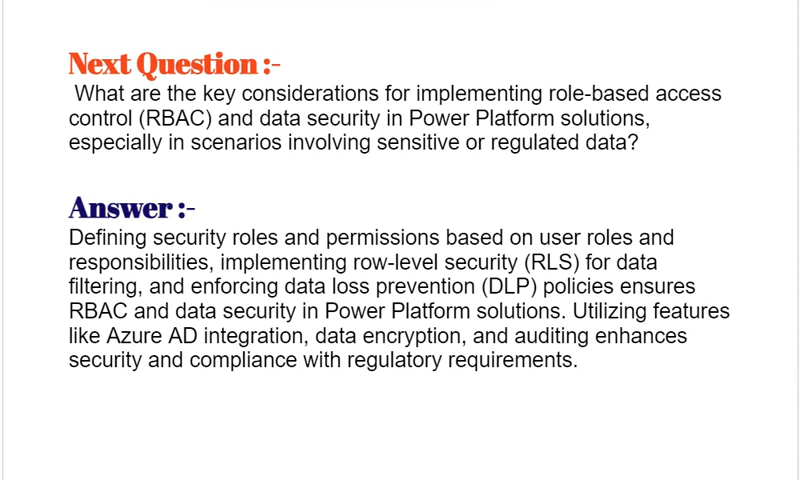 Next Question :-
What are the key considerations for implementing role-based access
control (RBAC) and data security in Power Platform solutions,
especially in scenarios involving sensitive or regulated data?
Answer :-
Defining security roles and permissions based on user roles and
responsibilities, implementing row-level security (RLS) for data
filtering, and enforcing data loss prevention (DLP) policies ensures
RBAC and data security in Power Platform solutions. Utilizing features
like Azure AD integration, data encryption, and auditing enhances
security and compliance with regulatory requirements.